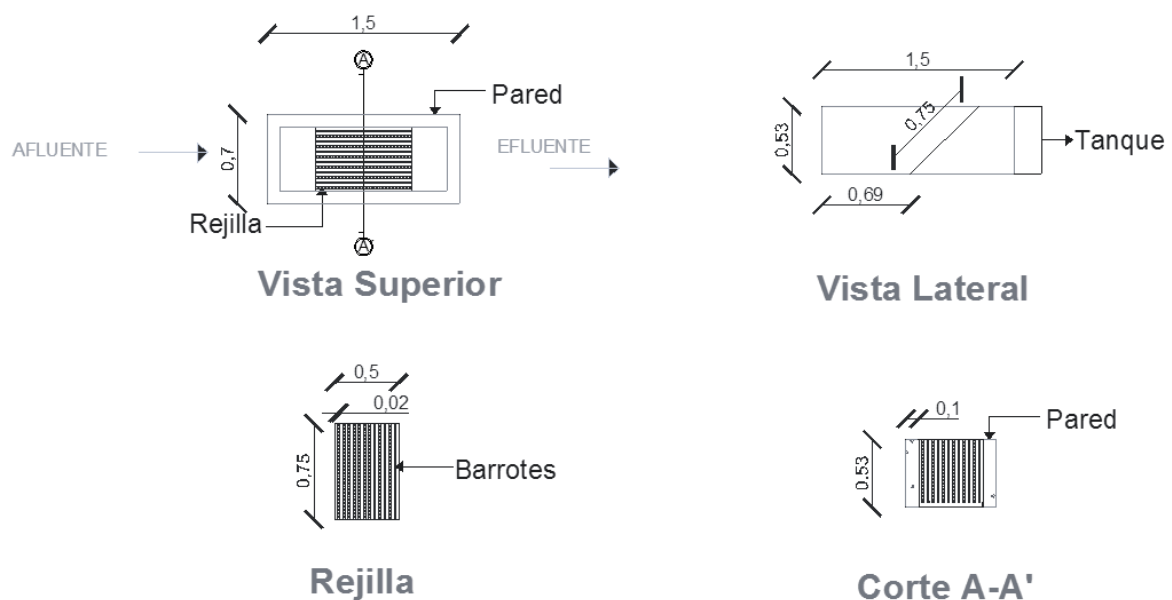 1,5
A
Pared
AFLUENTE
0,7
EFLUENTE
Rejilla
A'
Vista Superior
1,5
0,75
0,53
Tanque
0,69
Vista Lateral
0,5
0,02
0,75
Barrotes
Rejilla
0,1
Pared
0.53
Corte A-A'